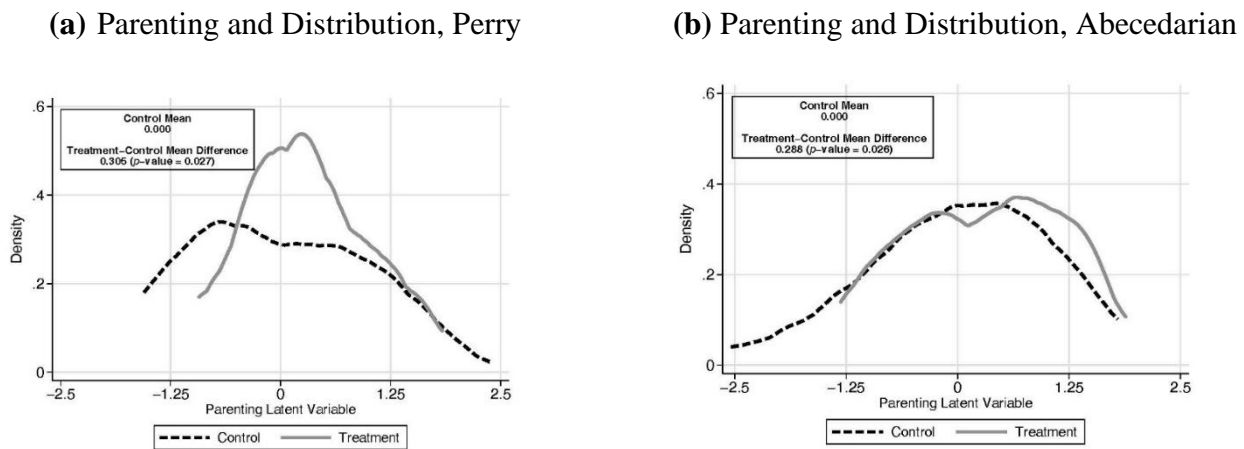 (a) Parenting and Distribution, Perry
Control Mean
0.000
Treatment-Control Mean Difference
0.306 (p-value = 0.027)
.6
.4
.2
0
Density
-2.5
-1.25
0
1.25
2.5
Parenting Latent Variable
Control
Treatment
(b) Parenting and Distribution, Abecedarian
Control Mean
0.000
Treatment-Control Mean Difference
0.288 (p-value = 0.026)
.6
.4
.2
0
Density
-2.5
-1.25
0
1.25
2.5
Parenting Latent Variable
Control
Treatment